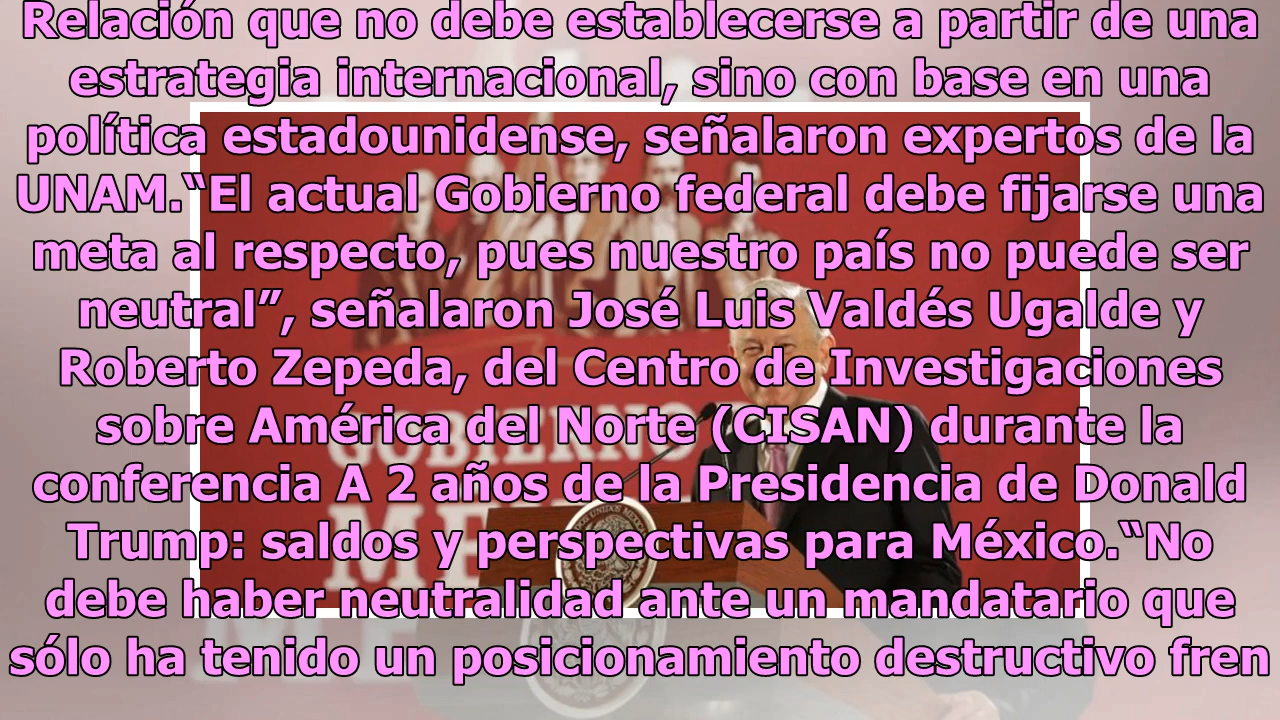 Relación que no debe establecerse a partir de una
estrategia internacional, sino con base en una
política estadounidense, señalaron expertos de la
UNAM.“El actual Gobierno federal debe fijarse una
meta al respecto, pues nuestro país no puede ser
neutral”, señalaron José Luis Valdés Ugalde y
Roberto Zepeda, del Centro de Investigaciones
sobre América del Norte (CISAN) durante la
conferencia A 2 años de la Presidencia de Donald
Trump: saldos y perspectivas para México.“No
debe haber neutralidad ante un mandatario que
sólo ha tenido un posicionamiento destructivo fren
GOBIERNO